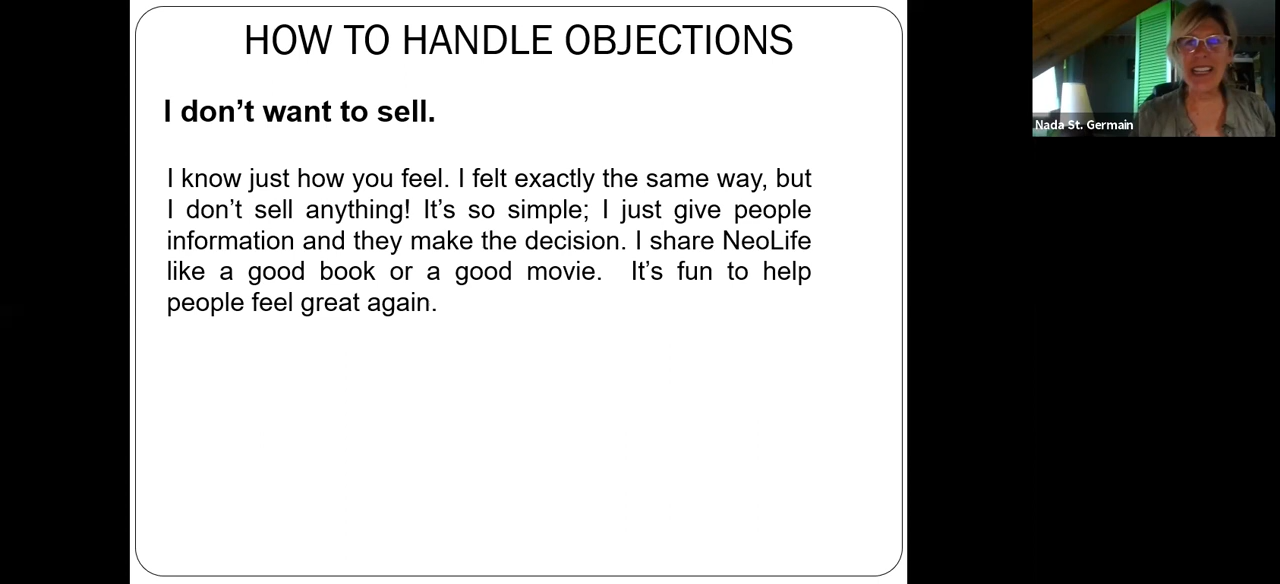 HOW TO HANDLE OBJECTIONS
I don’t want to sell.
I know just how you feel. I felt exactly the same way, but
I don’t sell anything! It’s so simple; I just give people
information and they make the decision. I share NeoLife
like a good book or a good movie.  It’s fun to help
people feel great again.
Nada St. Germain